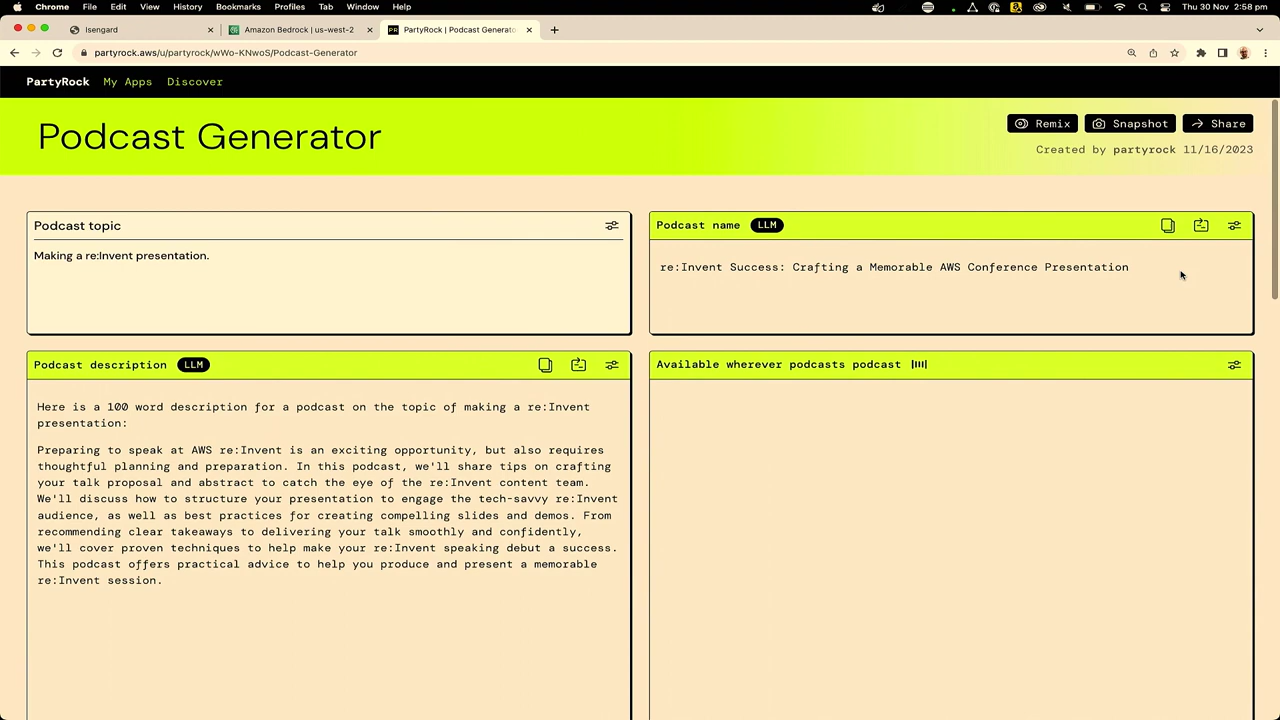 Chrome File Edit View History Bookmarks Profiles Tab Window Help Thu 30 Nov 2:58 pm
Isengard Amazon Bedrock | us-west-2 PR PartyRock | Podcast Generato
partyrock.aws/u/partyrock/wWo-KNwoS/Podcast-Generator
PartyRock My Apps Discover
Podcast Generator
Remix Snapshot Share
Created by partyrock 11/16/2023
Podcast topic
Making a re:Invent presentation.
Podcast name LLM
re:Invent Success: Crafting a Memorable AWS Conference Presentation
Podcast description LLM
Here is a 100 word description for a podcast on the topic of making a re:Invent
presentation:
Preparing to speak at AWS re:Invent is an exciting opportunity, but also requires
thoughtful planning and preparation. In this podcast, we'll share tips on crafting
your talk proposal and abstract to catch the eye of the re:Invent content team.
We'll discuss how to structure your presentation to engage the tech-savvy re:Invent
audience, as well as best practices for creating compelling slides and demos. From
recommending clear takeaways to delivering your talk smoothly and confidently,
we'll cover proven techniques to help make your re:Invent speaking debut a success.
This podcast offers practical advice to help you produce and present a memorable
re:Invent session.
Available wherever podcasts podcast